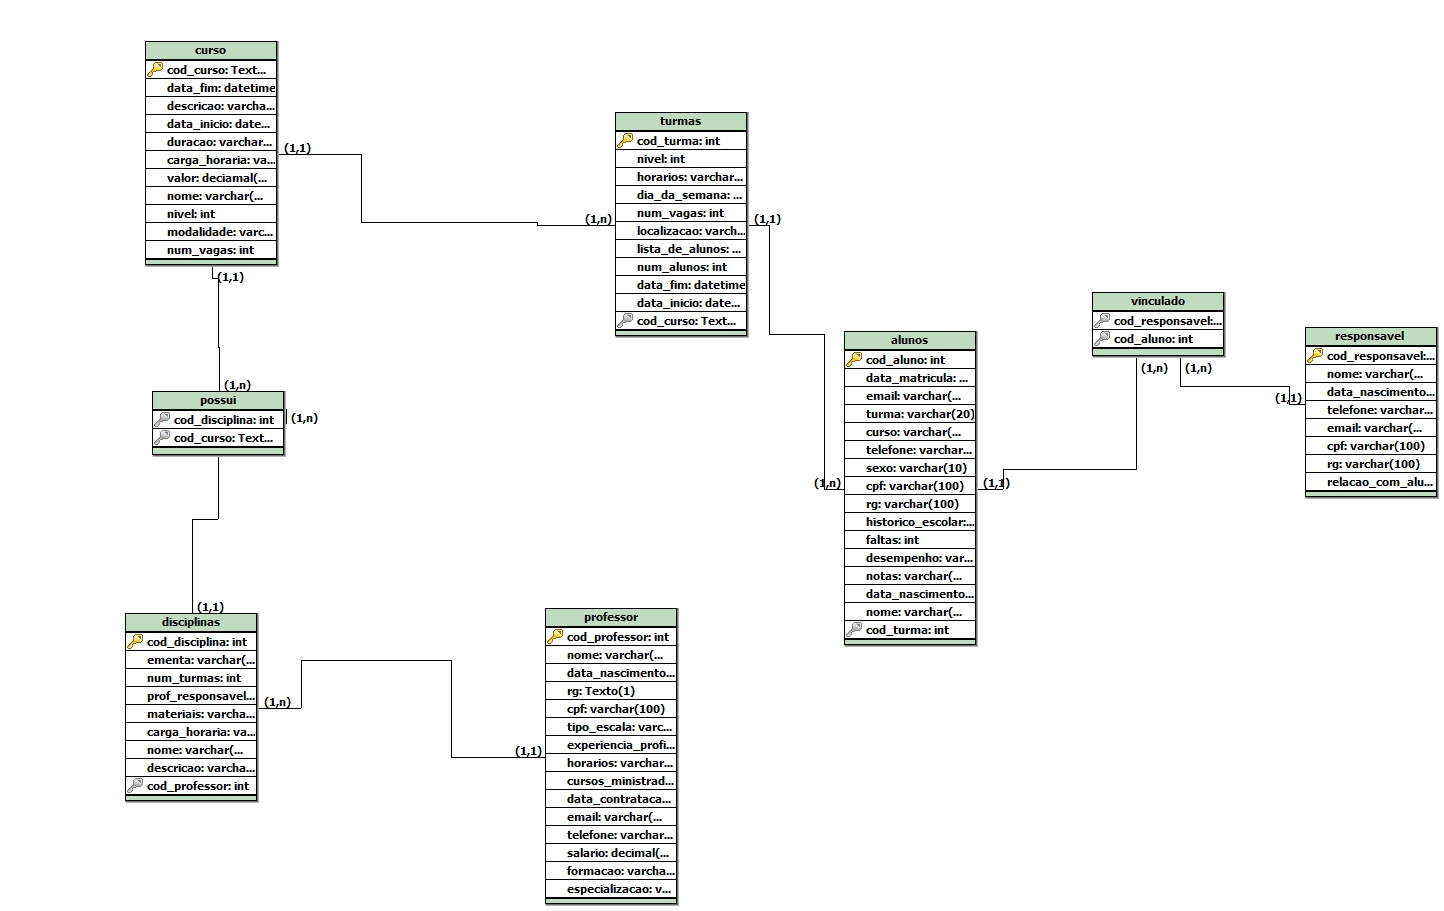 curso
cod_curso: Text...
data_fim: datetime
descricao: varcha...
data_inicio: date...
duracao: varchar...
carga_horaria: va...
valor: deciamal(...
nome: varchar(...
nivel: int
modalidade: varc...
num_vagas: int
(1,1)
(1,1)
turmas
cod_turma: int
nivel: int
horarios: varchar...
dia_da_semana: ...
num_vagas: int
localizacao: varch...
lista_de_alunos: ...
num_alunos: int
data_fim: datetime
data_inicio: date...
cod_curso: Text...
(1,n)
(1,1)
alunos
cod_aluno: int
data_matricula: ...
email: varchar(...
turma: varchar(20)
curso: varchar(...
telefone: varchar...
sexo: varchar(10)
cpf: varchar(100)
rg: varchar(100)
historico_escolar:...
faltas: int
desempenho: var...
notas: varchar(...
data_nascimento...
nome: varchar(...
cod_turma: int
(1,n)
(1,1)
vinculado
cod_responsavel:...
cod_aluno: int
(1,n)
(1,n)
responsavel
cod_responsavel:...
nome: varchar(...
data_nascimento...
telefone: varchar...
email: varchar(...
cpf: varchar(100)
rg: varchar(100)
relacao_com_alu...
(1,1)
(1,n)
possui
cod_disciplina: int
cod_curso: Text...
(1,n)
(1,1)
disciplinas
cod_disciplina: int
ementa: varchar(...
num_turmas: int
prof_responsavel...
materiais: varcha...
carga_horaria: va...
nome: varchar(...
descricao: varcha...
cod_professor: int
(1,n)
(1,1)
professor
cod_professor: int
nome: varchar(...
data_nascimento...
rg: Texto(1)
cpf: varchar(100)
tipo_escala: varc...
experiencia_profi...
horarios: varchar...
cursos_ministrad...
data_contrataca...
email: varchar(...
telefone: varchar...
salario: decimal(...
formacao: varcha...
especializacao: v...